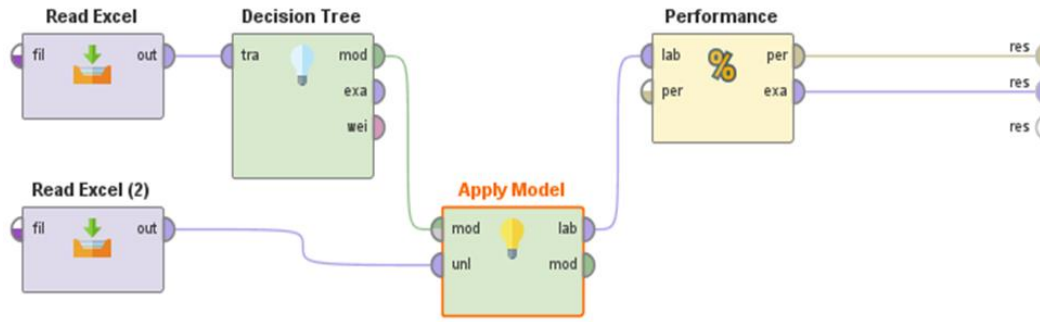 Read Excel
Decision Tree
Performance
fil
out
tra
mod
exa
wei
lab
per
per
exa
res
res
res
Read Excel (2)
fil
out
Apply Model
mod
unl
lab
mod
%